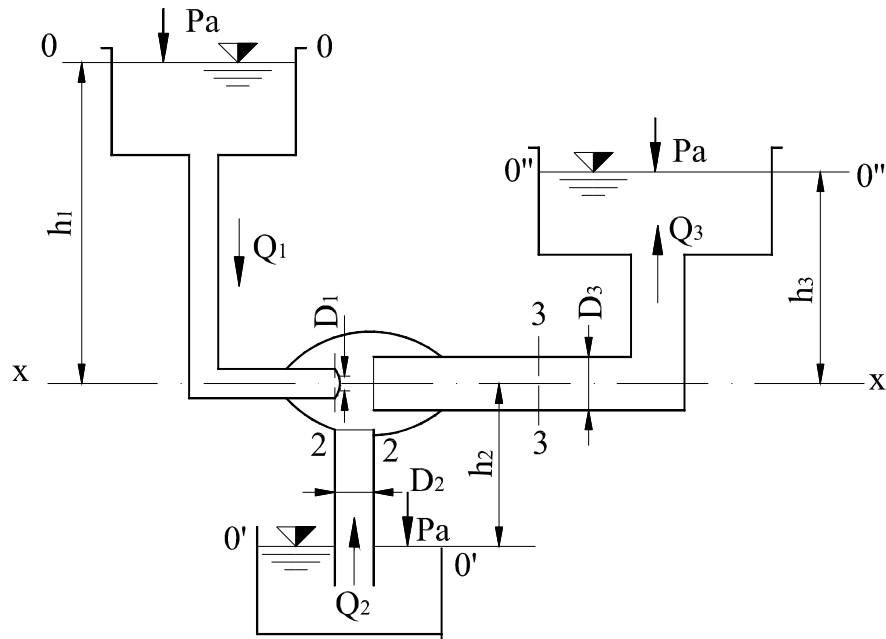 Pa
0 0
Pa
0" 0"
h₁
Q₁
Q₃
h₃
D₁
D₃
3
x x
3
2 2
h₂
D₂
Pa
0' 0'
Q₂